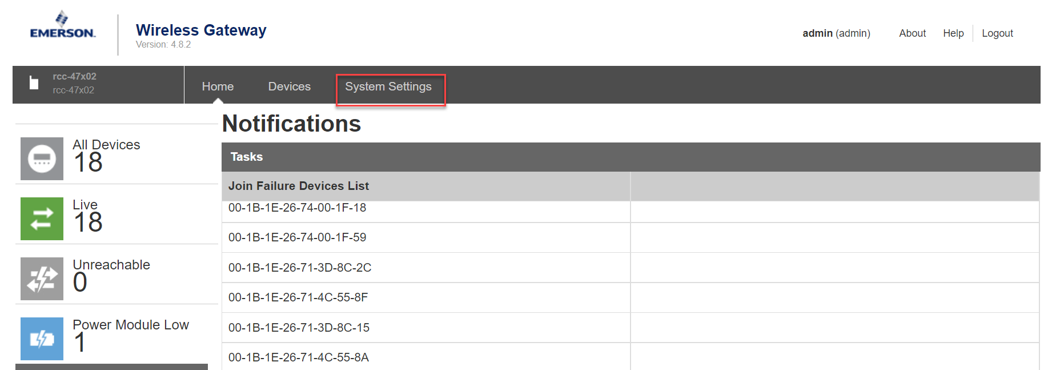 EMERSON.
Wireless Gateway
Version: 4.8.2
admin (admin) About Help Logout
rcc-47x02
rcc-47x02
Home Devices System Settings
Notifications
Tasks
Join Failure Devices List
All Devices
18
Live
18
Unreachable
0
Power Module Low
1
00-1B-1E-26-74-00-1F-18
00-1B-1E-26-74-00-1F-59
00-1B-1E-26-71-3D-8C-2C
00-1B-1E-26-71-4C-55-8F
00-1B-1E-26-71-3D-8C-15
00-1B-1E-26-71-4C-55-8A